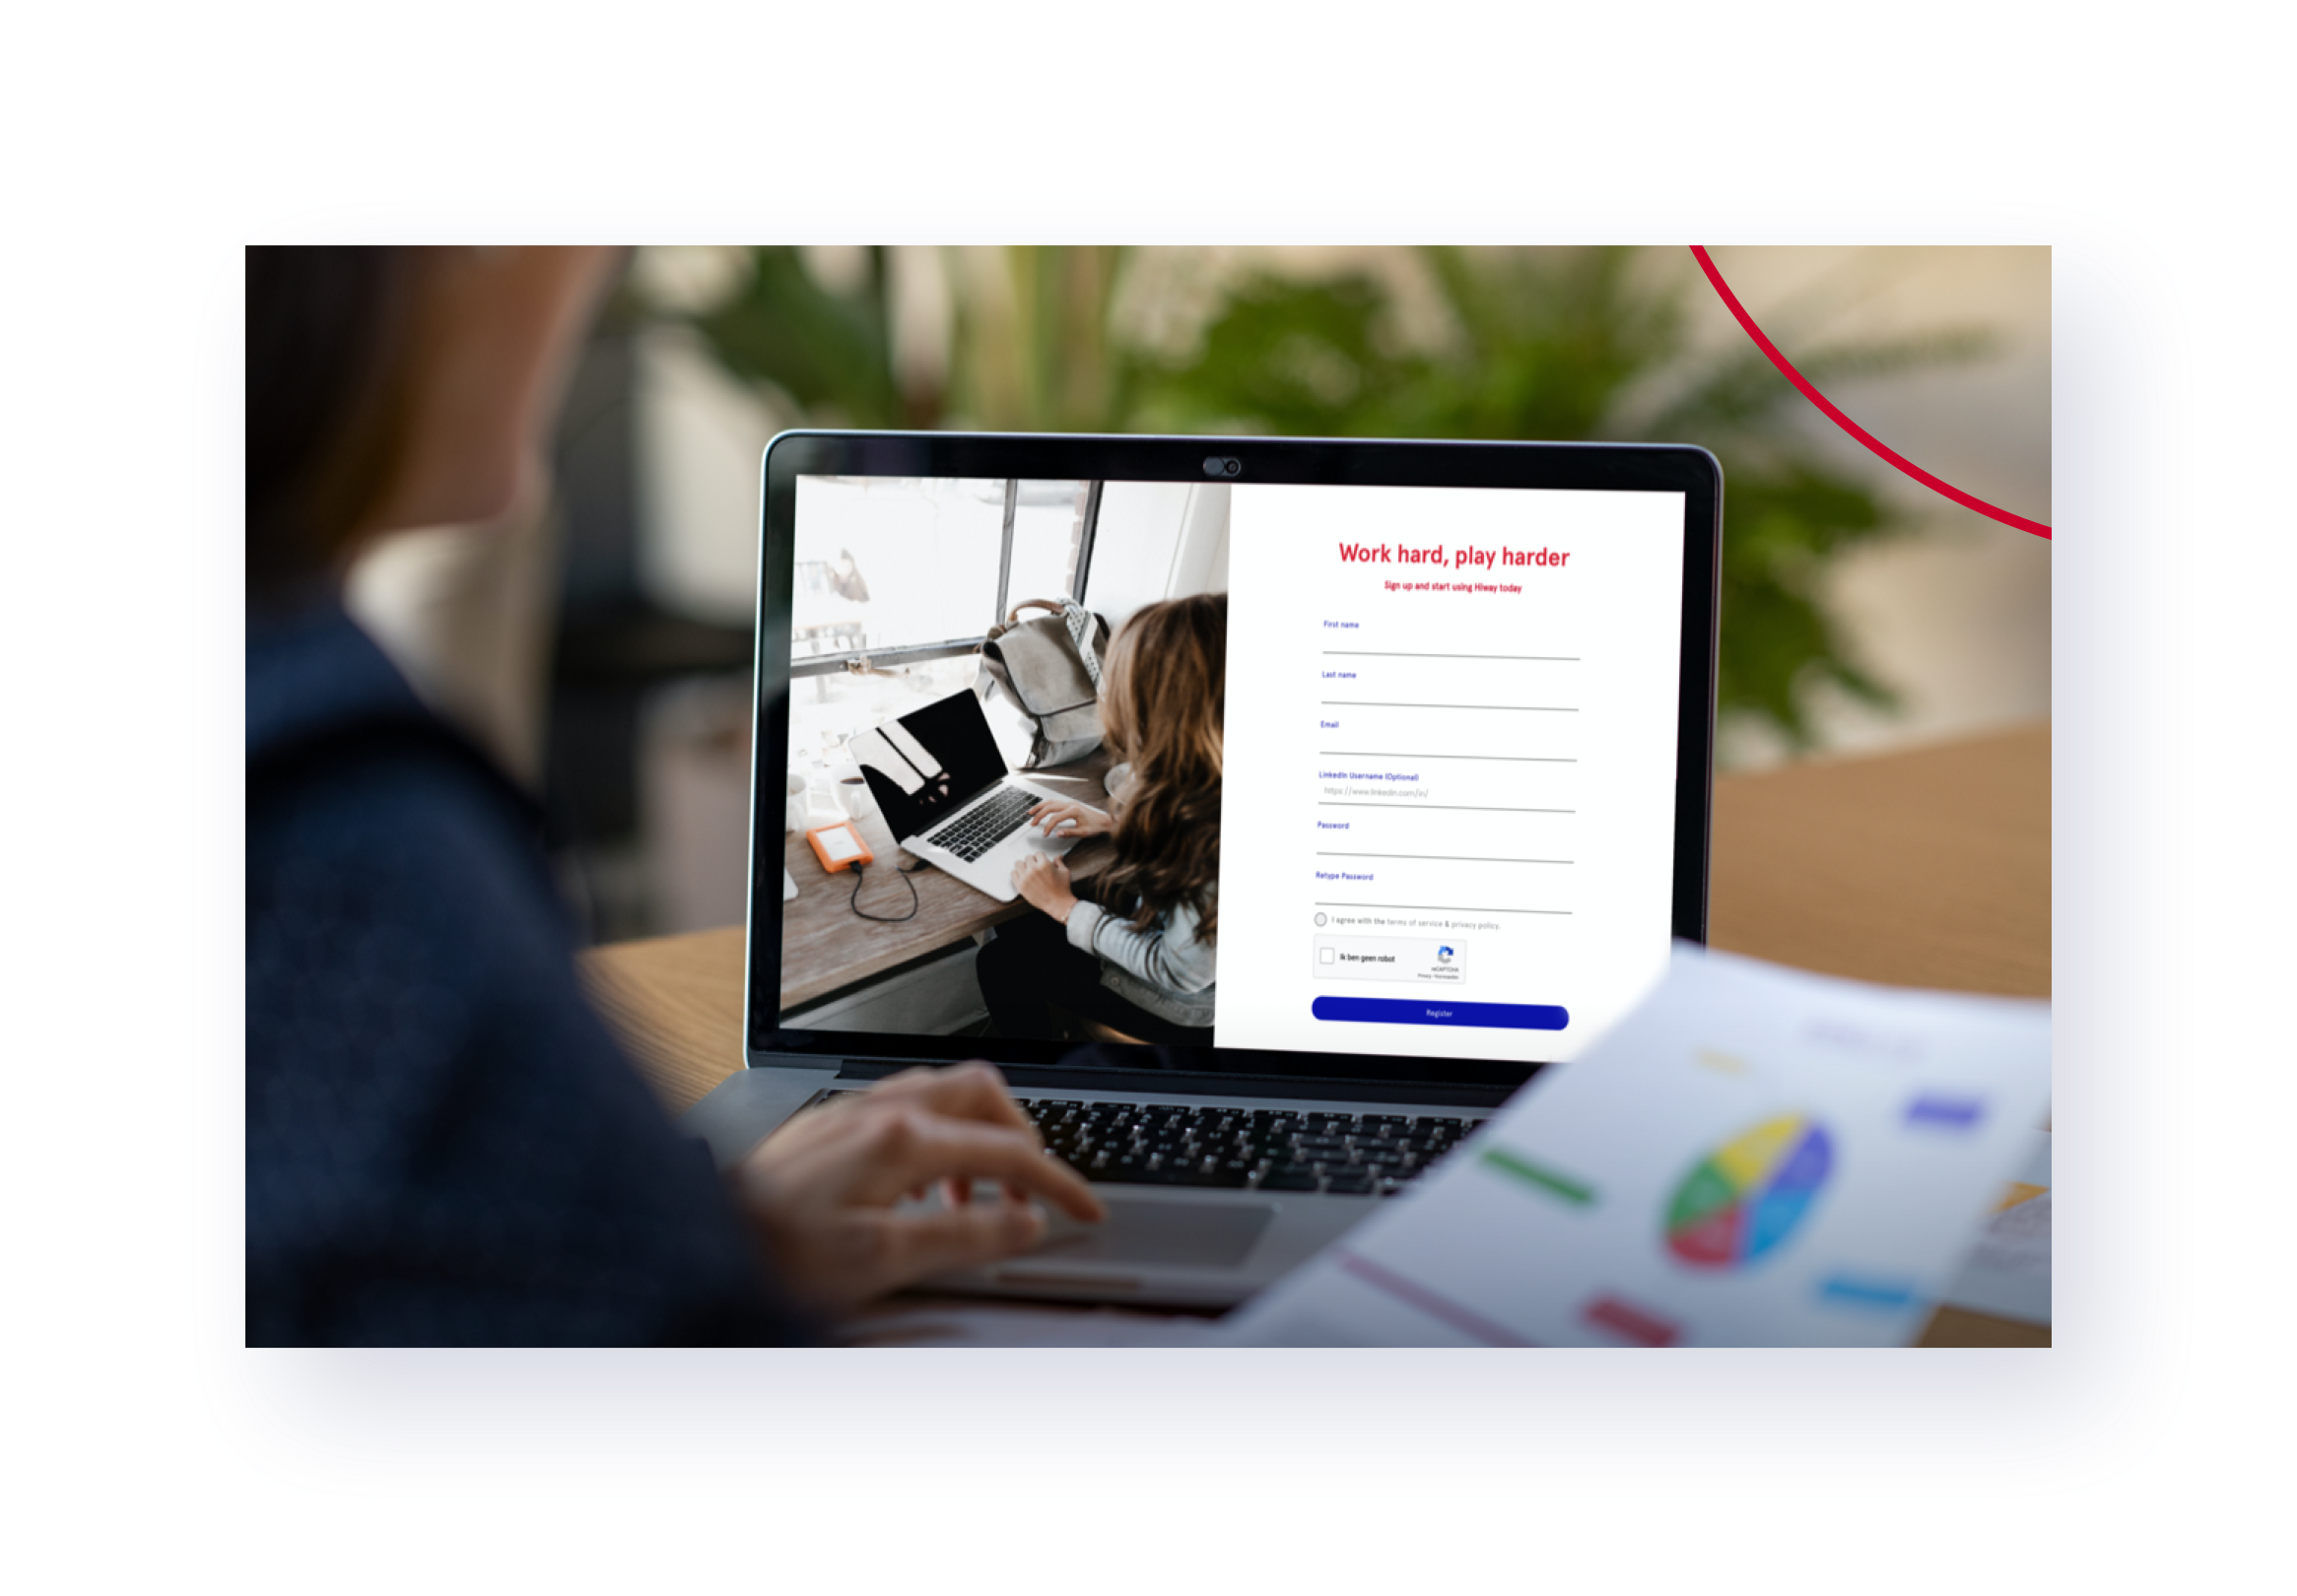 Work hard, play harder
Sign up and start using Hiway today
First name
Last name
Email
LinkedIn Username (Optional)
https://www.linkedin.com/in/
Password
Retype Password
I agree with the terms of service & privacy policy.
Ik ben geen robot
reCAPTCHA
Privacy - Voorwaarden
Register